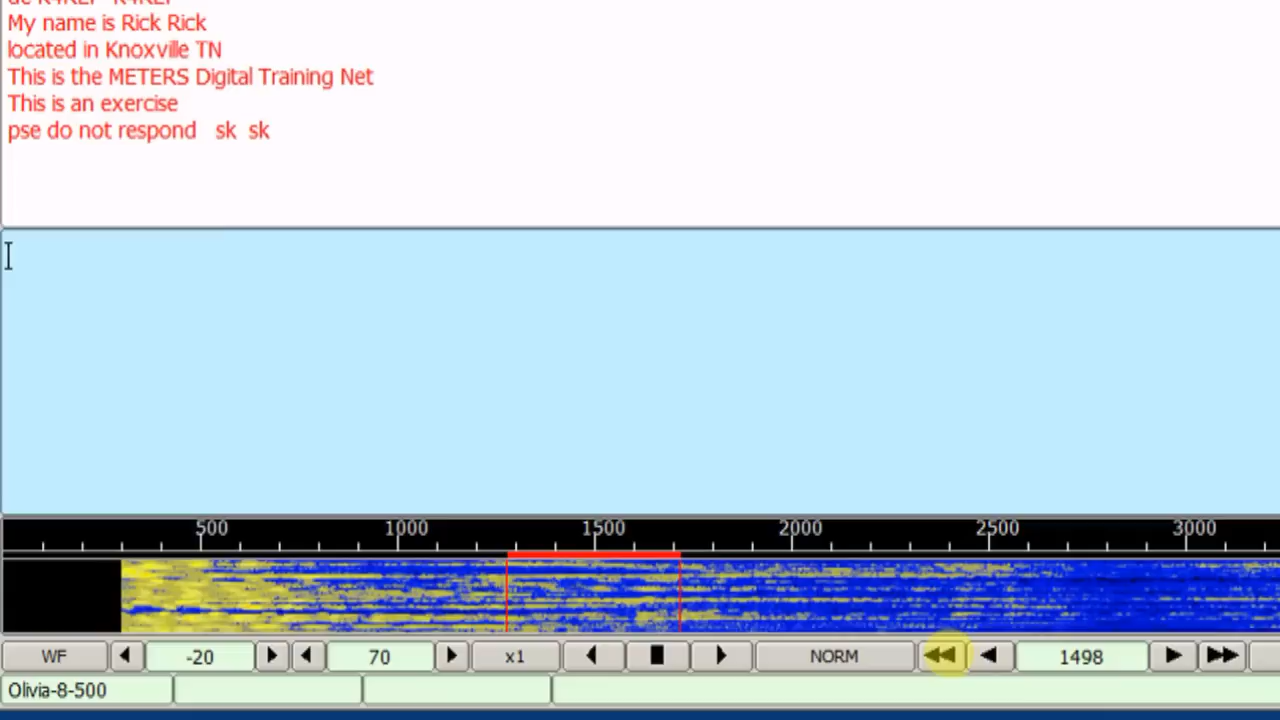 My name is Rick Rick
located in Knoxville TN
This is the METERS Digital Training Net
This is an exercise
pse do not respond sk sk
500 1000 1500 2000 2500 3000
WF -20 70 x1 NORM 1498
Olivia-8-500